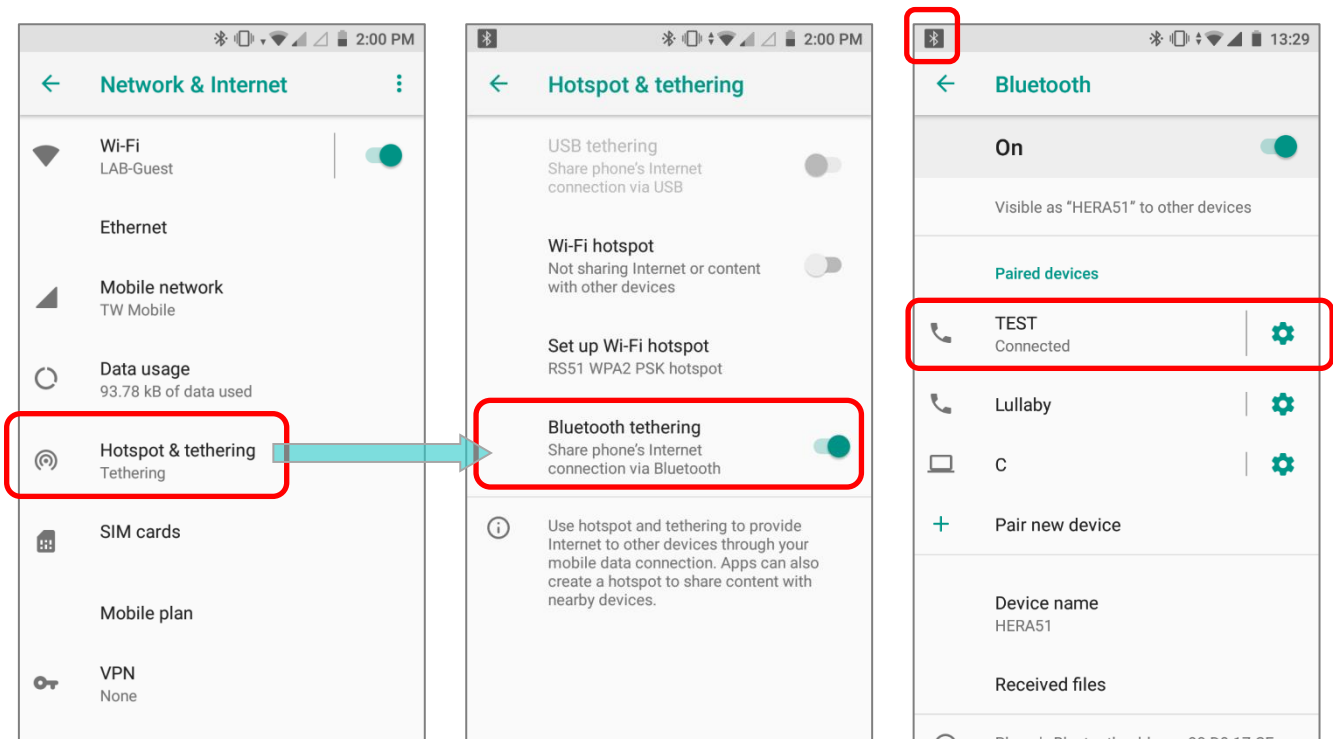 2:00 PM
Network & Internet
Wi-Fi
LAB-Guest
Ethernet
Mobile network
TW Mobile
Data usage
93.78 kB of data used
Hotspot & tethering
Tethering
SIM cards
Mobile plan
VPN
None
2:00 PM
Hotspot & tethering
USB tethering
Share phone's Internet
connection via USB
Wi-Fi hotspot
Not sharing Internet or content
with other devices
Set up Wi-Fi hotspot
RS51 WPA2 PSK hotspot
Bluetooth tethering
Share phone's Internet
connection via Bluetooth
Use hotspot and tethering to provide
Internet to other devices through your
mobile data connection. Apps can also
create a hotspot to share content with
nearby devices.
13:29
Bluetooth
On
Visible as “HERA51” to other devices
Paired devices
TEST
Connected
Lullaby
C
Pair new device
Device name
HERA51
Received files